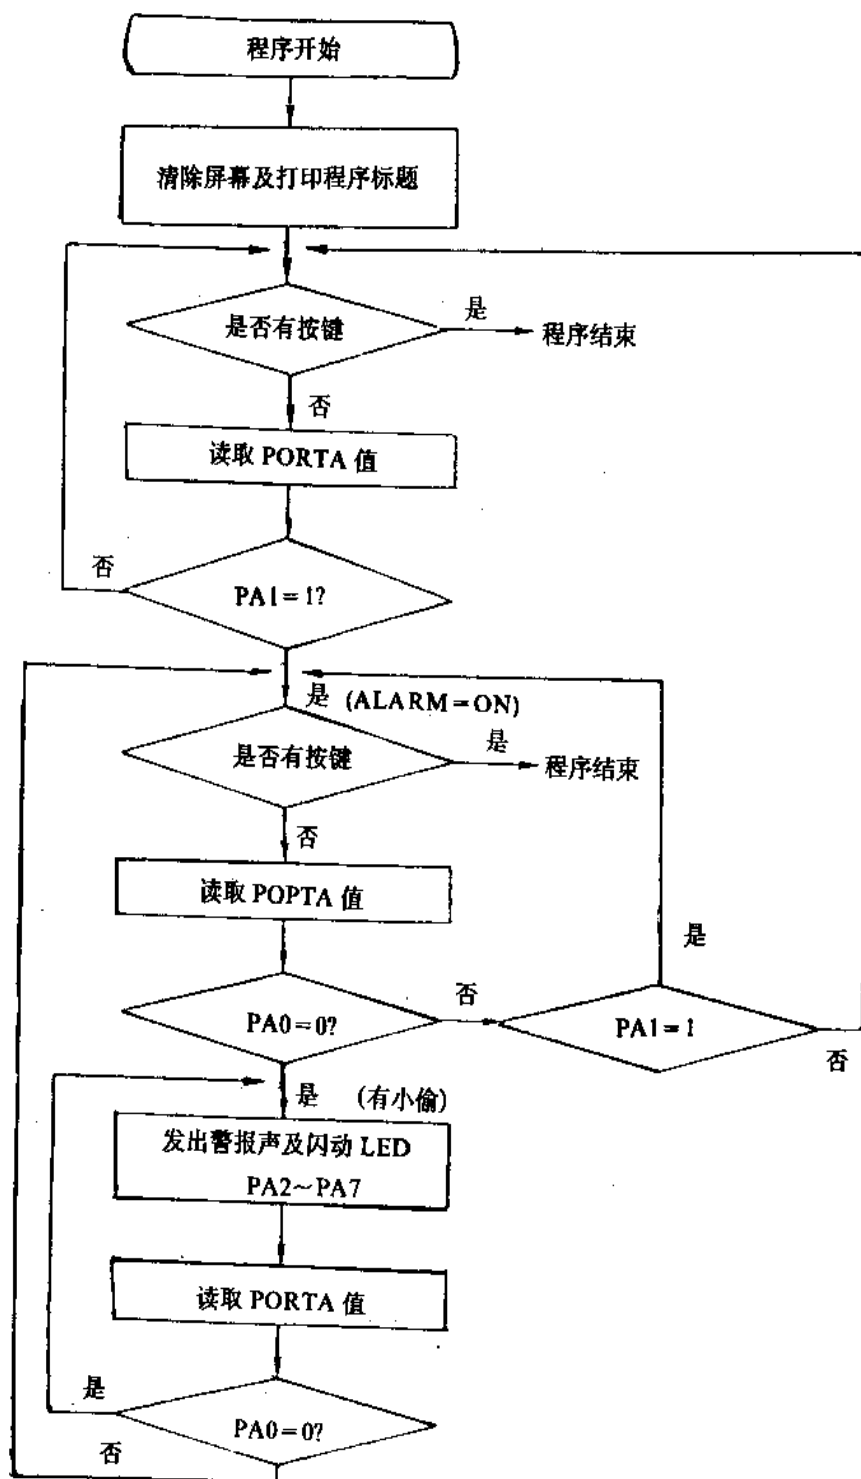 程序开始
清除屏幕及打印程序标题
是否有按键
是
程序结束
否
读取 PORTA 值
否
PA1=1?
是 (ALARM=ON)
是否有按键
是
程序结束
否
读取 POPTA 值
是
PA0=0?
否
PA1=1
否
是 (有小偷)
发出警报声及闪动 LED
PA2～PA7
读取 PORTA 值
是
PA0=0?
否